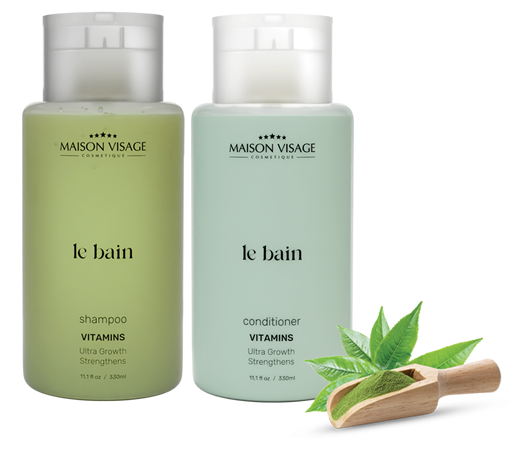 MAISON VISAGE
COSMETIQUE
le bain
shampoo
VITAMINS
Ultra Growth
Strengthens
11.1 fl oz / 330ml
MAISON VISAGE
COSMETIQUE
le bain
conditioner
VITAMINS
Ultra Growth
Strengthens
11.1 fl oz / 330ml